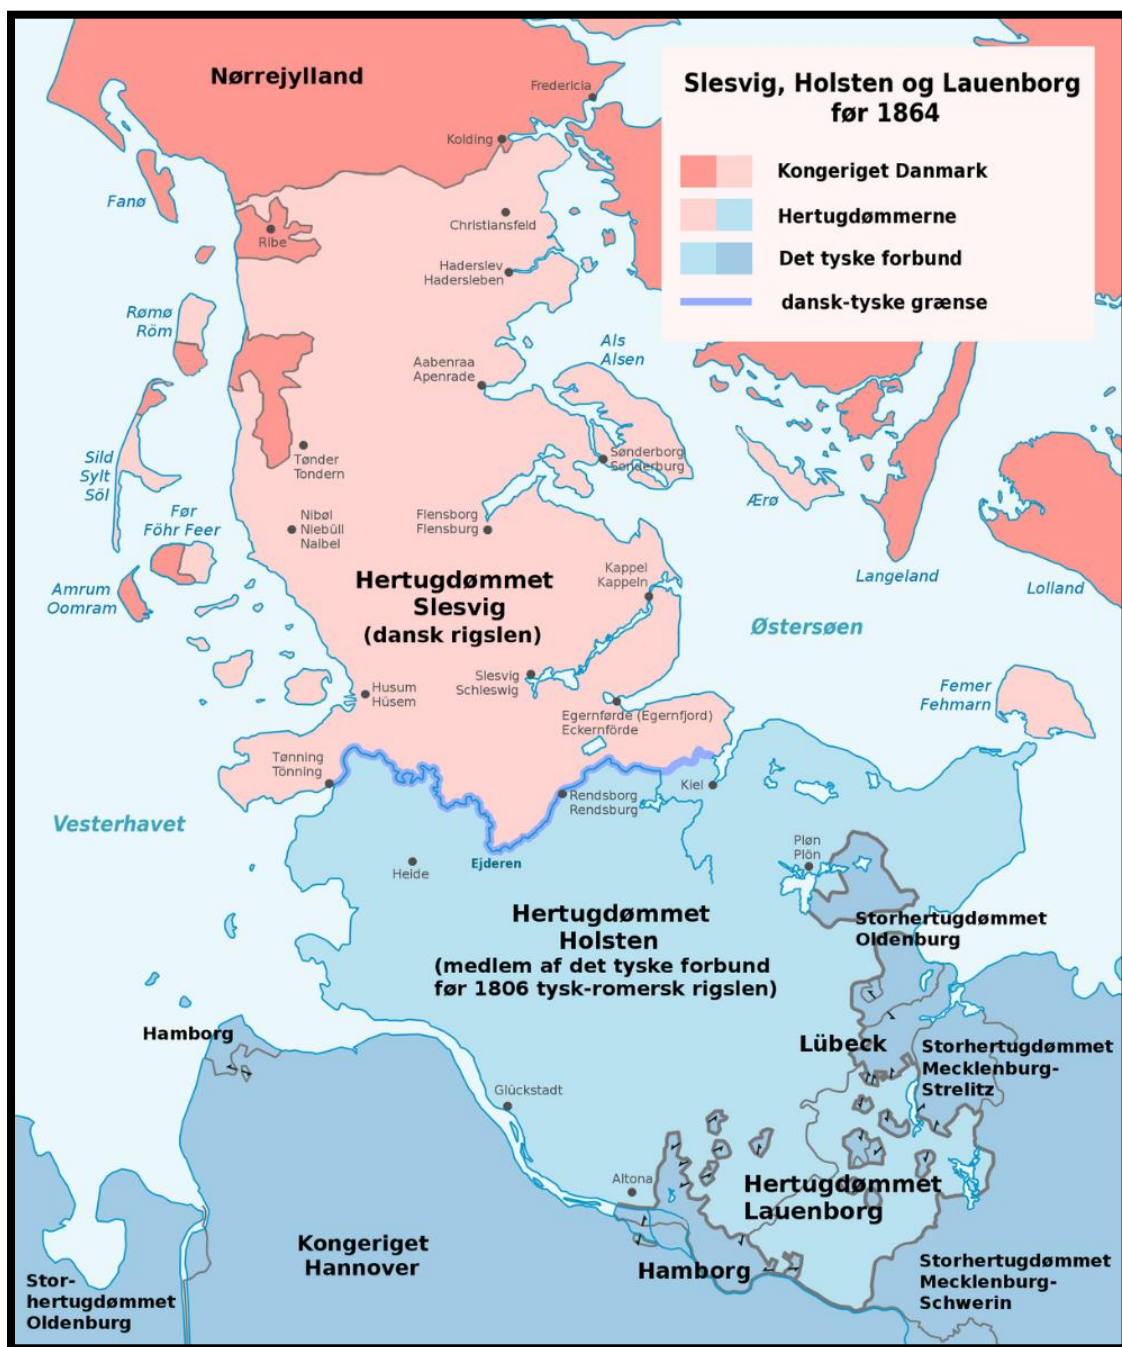 Slesvig, Holsten og Lauenborg
før 1864
Kongeriget Danmark
Hertugdømmerne
Det tyske forbund
dansk-tyske grænse
Nørrejylland
Fredericia
Kolding
Fanø
Christiansfeld
Ribe
Haderslev
Hadersleben
Rømø
Röm
Als
Alsen
Aabenraa
Apenrade
Sild
Sylt
Söl
Tønder
Tondern
Sønderborg
Sonderburg
Ærø
Før
Föhr Feer
Nibøl
Niebüll
Naibel
Flensborg
Flensburg
Langeland
Lolland
Amrum
Oomram
Kappel
Kappeln
Hertugdømmet
Slesvig
(dansk rigslen)
Østersøen
Slesvig
Schleswig
Husum
Hüsem
Femer
Fehmarn
Egernførde (Egernfjord)
Eckernförde
Tønning
Tönning
Kiel
Rendsborg
Rendsburg
Vesterhavet
Ejderen
Heide
Pløn
Plön
Hertugdømmet
Holsten
(medlem af det tyske forbund
før 1806 tysk-romersk rigslen)
Storhertugdømmet
Oldenburg
Hamborg
Lübeck
Storhertugdømmet
Mecklenburg-
Strelitz
Glückstadt
Altona
Hertugdømmet
Lauenborg
Kongeriget
Hannover
Hamborg
Storhertugdømmet
Mecklenburg-
Schwerin
Stor-
hertugdømmet
Oldenburg